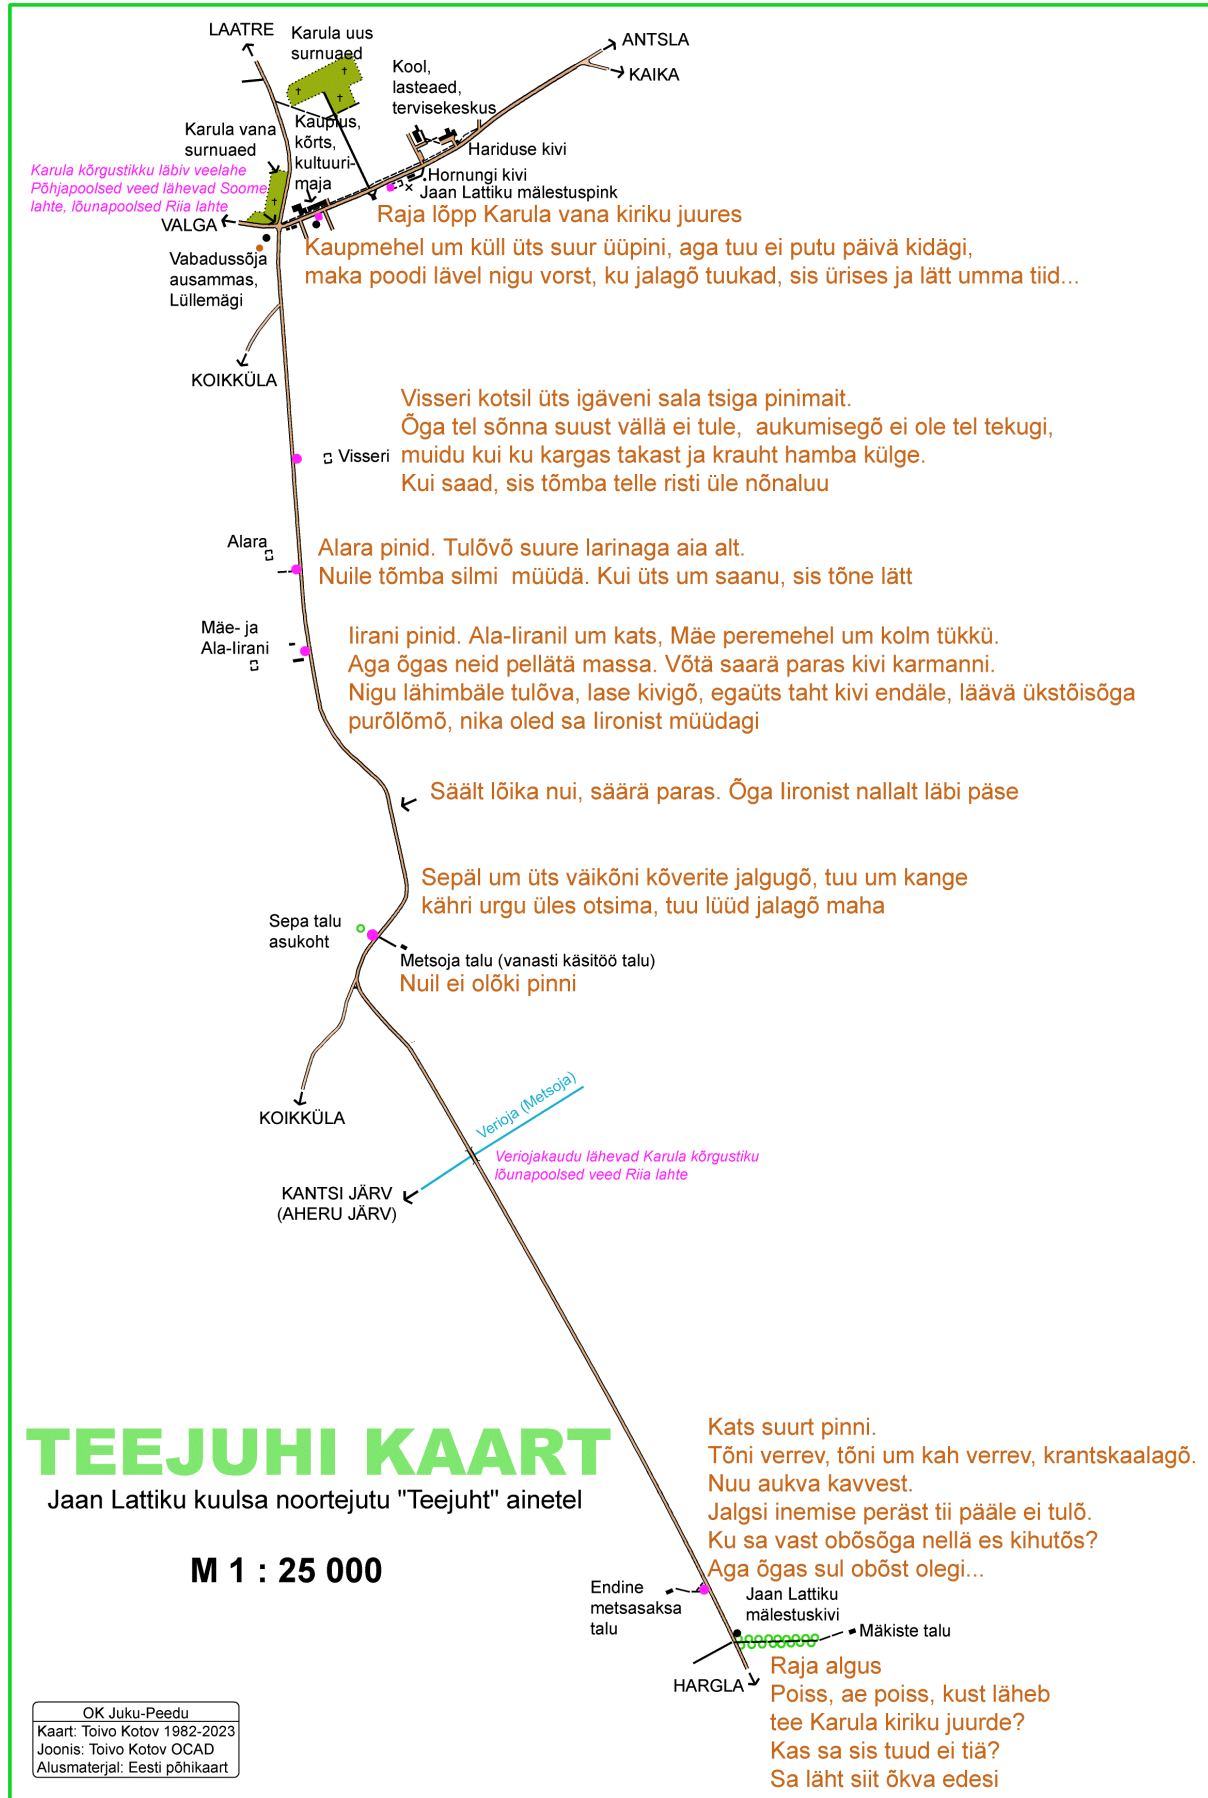 LAATRE
Karula uus
surnuaed
ANTSLA
KAIKA
Kool,
lasteaed,
tervisekeskus
Karula vana
surnuaed
Kauplus,
kõrts,
kultuuri-
maja
Hariduse kivi
Hornungi kivi
Jaan Lattiku mälestuspink
Karula kõrgustikku läbiv veelahe
Põhjapoolsed veed lähevad Soome
lahte, lõunapoolsed Riia lahte
Raja lõpp Karula vana kiriku juures
VALGA
Vabadussõja
ausammas,
Lüllemägi
Kaupmehel um küll üts suur üüpini, aga tuu ei putu päivä kidägi,
maka poodi lävel nigu vorst, ku jalagõ tuukad, sis ürises ja lätt umma tiid...
KOIKKÜLA
Visseri kotsil üts igäveni sala tsiga pinimait.
Õga tel sõnna suust vällä ei tule,  aukumisegõ ei ole tel tekugi,
muidu kui ku kargas takast ja krauht hamba külge.
Kui saad, sis tõmba telle risti üle nõnaluu
Visseri
Alara
Alara pinid. Tulõvõ suure larinaga aia alt.
Nuile tõmba silmi  müüdä. Kui üts um saanu, sis tõne lätt
Mäe- ja
Ala-Iirani
Iirani pinid. Ala-Iiranil um kats, Mäe peremehel um kolm tükkü.
Aga õgas neid pellätä massa. Võtä saarä paras kivi karmanni.
Nigu lähimbäle tulõva, lase kivigõ, egaüts taht kivi endäle, läävä ükstõisõga
purõlõmõ, nika oled sa Iironist müüdagi
Säält lõika nui, säärä paras. Õga Iironist nallalt läbi päse
Sepäl um üts väikõni kõverite jalgugõ, tuu um kange
kähri urgu üles otsima, tuu lüüd jalagõ maha
Sepa talu
asukoht
Metsoja talu (vanasti käsitöö talu)
Nuil ei olõki pinni
KOIKKÜLA
Verioja (Metsoja)
Veriojakaudu lähevad Karula kõrgustiku
lõunapoolsed veed Riia lahte
KANTSI JÄRV
(AHERU JÄRV)
TEEJUHI KAART
Jaan Lattiku kuulsa noortejutu "Teejuht" ainetel
M 1 : 25 000
Kats suurt pinni.
Tõni verrev, tõni um kah verrev, krantskaalagõ.
Nuu aukva kavvest.
Jalgsi inemise peräst tii pääle ei tulõ.
Ku sa vast obõsõga nellä es kihutõs?
Aga õgas sul obõst olegi...
Endine
metsasaksa
talu
Jaan Lattiku
mälestuskivi
Mäkiste talu
HARGLA
Raja algus
Poiss, ae poiss, kust läheb
tee Karula kiriku juurde?
Kas sa sis tuud ei tiä?
Sa läht siit õkva edesi
OK Juku-Peedu
Kaart: Toivo Kotov 1982-2023
Joonis: Toivo Kotov OCAD
Alusmaterjal: Eesti põhikaart